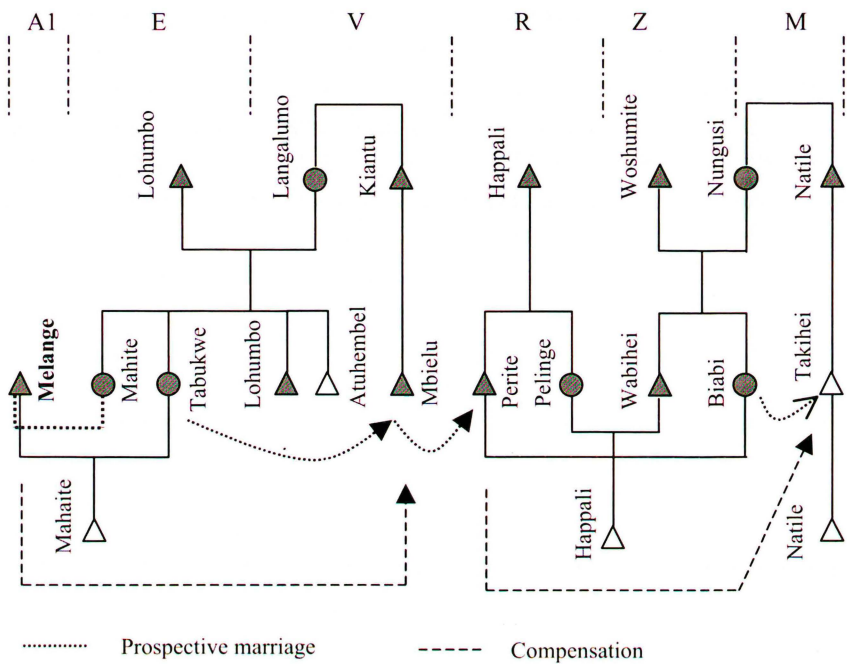 A1 E V R Z M
Lohumbo
Langalumo
Kiantu
Happali
Woshumite
Nungusi
Natile
Melange
Mahite
Tabukwe
Lohumbo
Atuhembel
Mbielu
Perite
Pelinge
Wabihei
Biabi
Takihei
Mahaite
Happali
Natile
Prospective marriage
Compensation